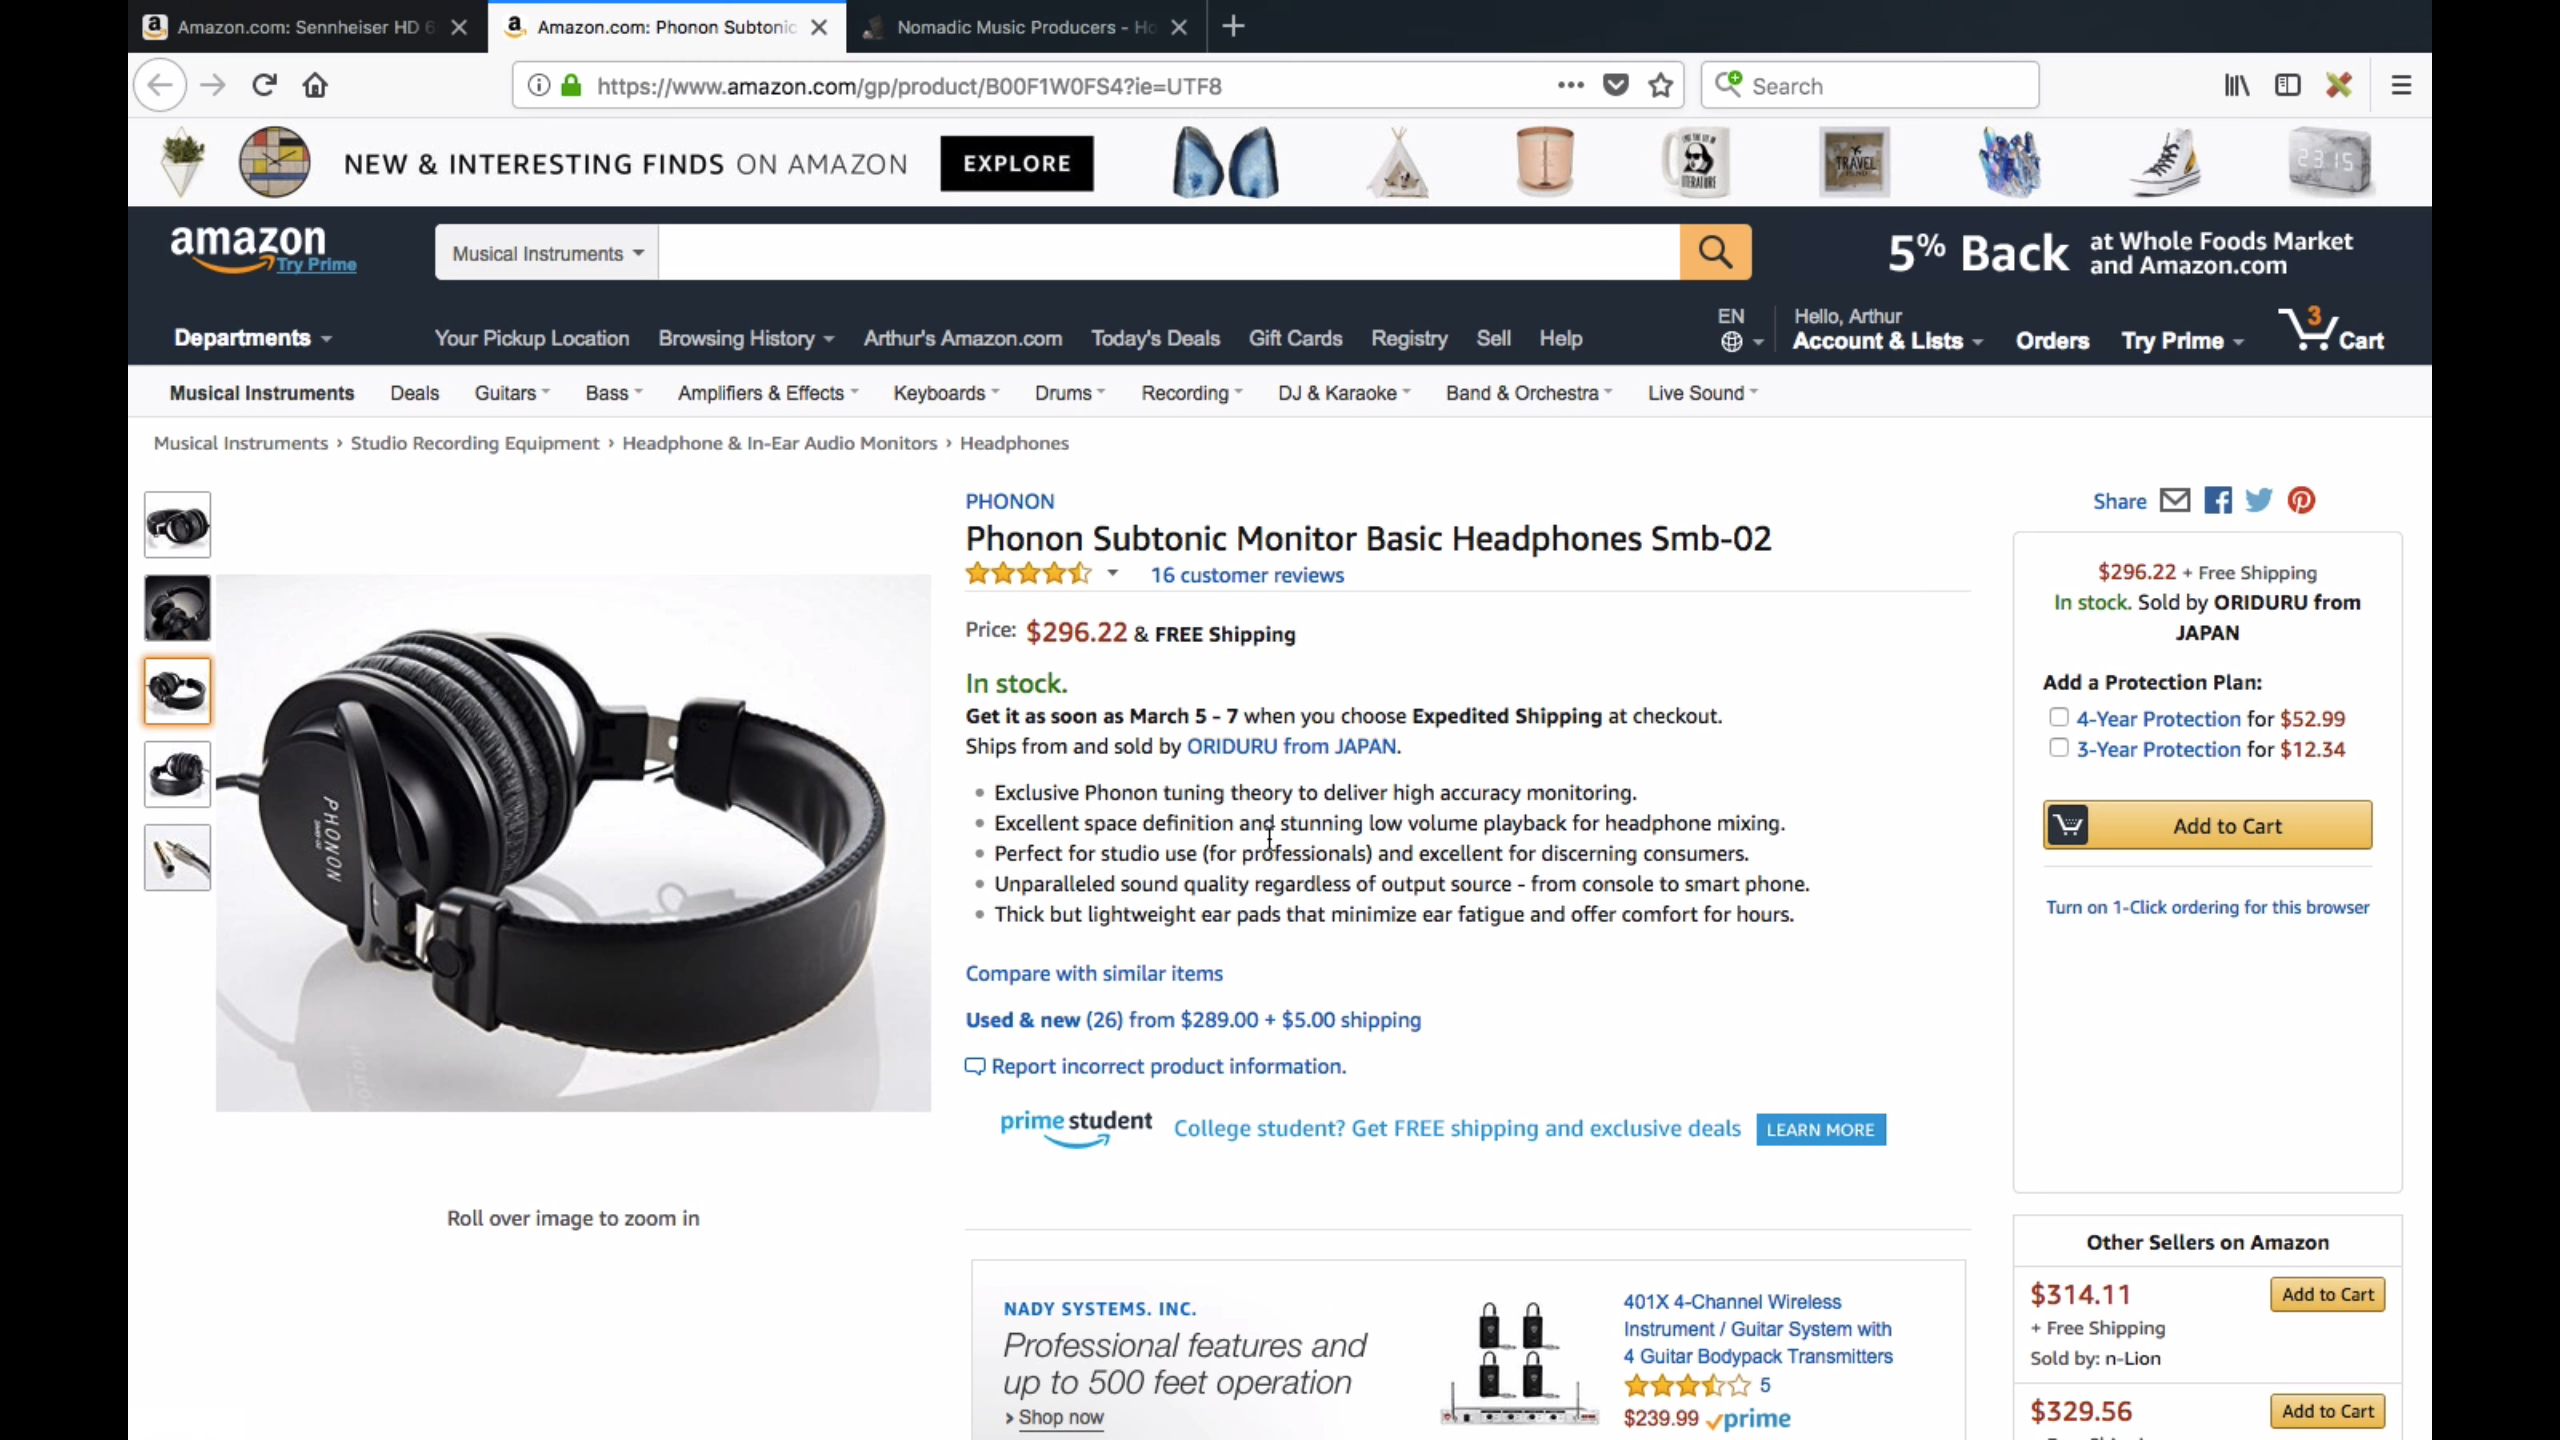 Amazon.com: Sennheiser HD 6
Amazon.com: Phonon Subtonic
Nomadic Music Producers - Ho
https://www.amazon.com/gp/product/B00F1W0FS4?ie=UTF8
Search
NEW & INTERESTING FINDS ON AMAZON
EXPLORE
LITERATURE
TRAVEL
23:15
amazon
Try Prime
Musical Instruments
5% Back at Whole Foods Market
and Amazon.com
Departments
Your Pickup Location
Browsing History
Arthur's Amazon.com
Today's Deals
Gift Cards
Registry
Sell
Help
EN
Hello, Arthur
Account & Lists
Orders
Try Prime
3
Cart
Musical Instruments
Deals
Guitars
Bass
Amplifiers & Effects
Keyboards
Drums
Recording
DJ & Karaoke
Band & Orchestra
Live Sound
Musical Instruments › Studio Recording Equipment › Headphone & In-Ear Audio Monitors › Headphones
PHONON
SMB-02
Roll over image to zoom in
PHONON
Phonon Subtonic Monitor Basic Headphones Smb-02
16 customer reviews
Price: $296.22 & FREE Shipping
In stock.
Get it as soon as March 5 - 7 when you choose Expedited Shipping at checkout.
Ships from and sold by ORIDURU from JAPAN.
Exclusive Phonon tuning theory to deliver high accuracy monitoring.
Excellent space definition and stunning low volume playback for headphone mixing.
Perfect for studio use (for professionals) and excellent for discerning consumers.
Unparalleled sound quality regardless of output source - from console to smart phone.
Thick but lightweight ear pads that minimize ear fatigue and offer comfort for hours.
Compare with similar items
Used & new (26) from $289.00 + $5.00 shipping
Report incorrect product information.
prime student
College student? Get FREE shipping and exclusive deals
LEARN MORE
NADY SYSTEMS. INC.
Professional features and
up to 500 feet operation
› Shop now
401X 4-Channel Wireless
Instrument / Guitar System with
4 Guitar Bodypack Transmitters
5
$239.99 prime
Share
$296.22 + Free Shipping
In stock. Sold by ORIDURU from
JAPAN
Add a Protection Plan:
4-Year Protection for $52.99
3-Year Protection for $12.34
Add to Cart
Turn on 1-Click ordering for this browser
Other Sellers on Amazon
$314.11
Add to Cart
+ Free Shipping
Sold by: n-Lion
$329.56
Add to Cart